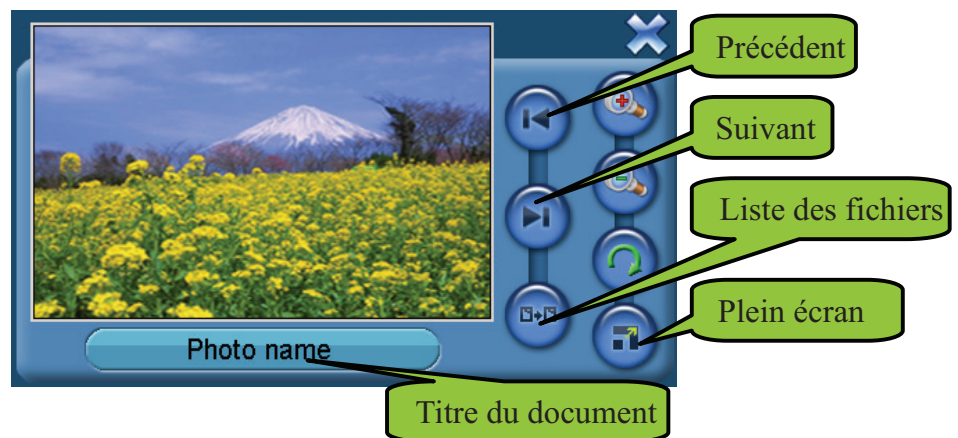 Précédent
Suivant
Liste des fichiers
Plein écran
Photo name
Titre du document